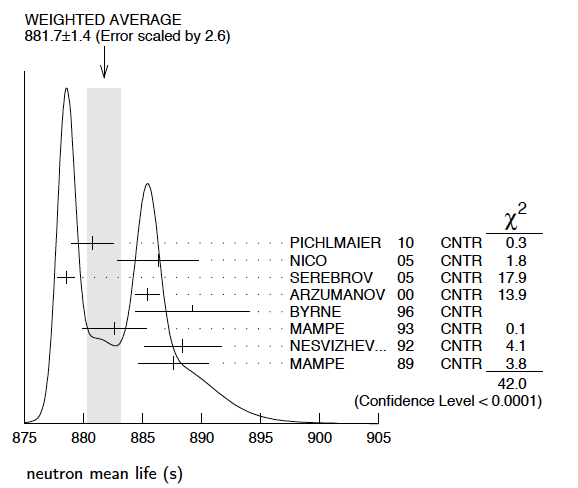 WEIGHTED AVERAGE
881.7±1.4 (Error scaled by 2.6)
χ2
PICHLMAIER 10 CNTR 0.3
NICO 05 CNTR 1.8
SEREBROV 05 CNTR 17.9
ARZUMANOV 00 CNTR 13.9
BYRNE 96 CNTR
MAMPE 93 CNTR 0.1
NESVIZHEV... 92 CNTR 4.1
MAMPE 89 CNTR 3.8
42.0
(Confidence Level < 0.0001)
875 880 885 890 895 900 905
neutron mean life (s)